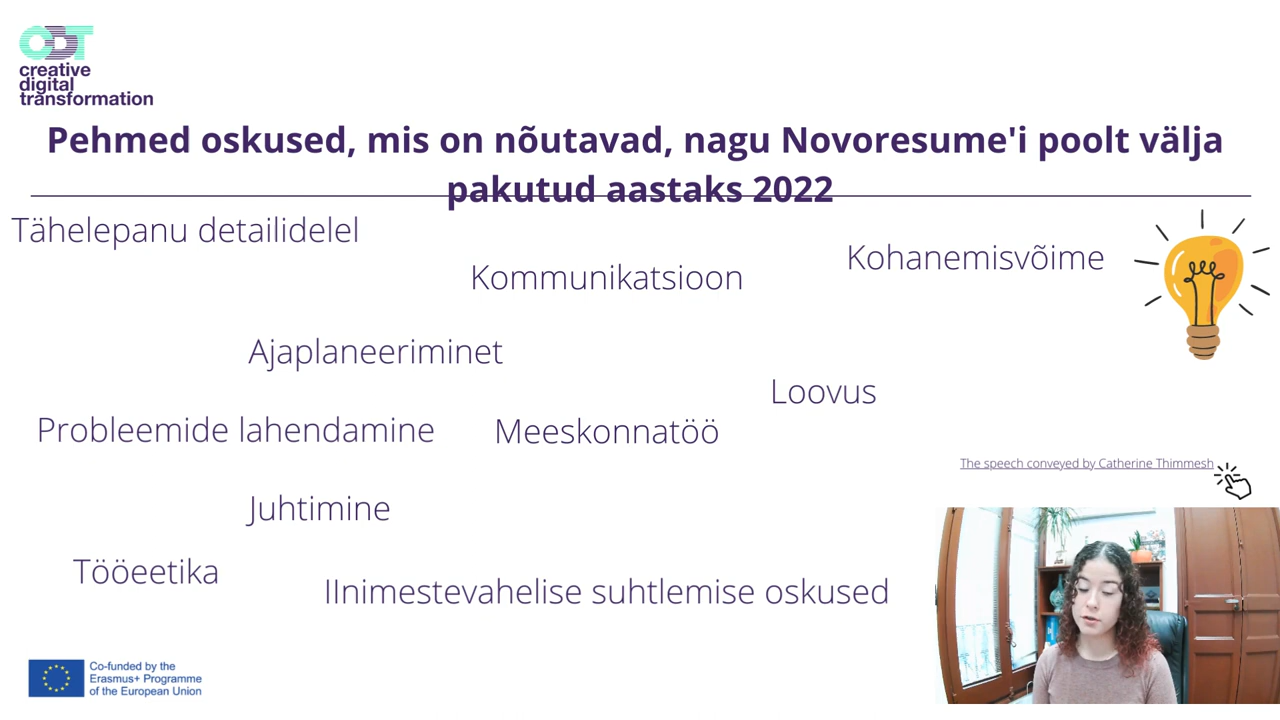 CDT
creative
digital
transformation
Pehmed oskused, mis on nõutavad, nagu Novoresume'i poolt välja
pakutud aastaks 2022
Tähelepanu detailidelel
Kommunikatsioon
Kohanemisvõime
Ajaplaneeriminet
Loovus
Probleemide lahendamine
Meeskonnatöö
The speech conveyed by Catherine Thimmesh
Juhtimine
Tööeetika
IInimestevahelise suhtlemise oskused
Co-funded by the
Erasmus+ Programme
of the European Union